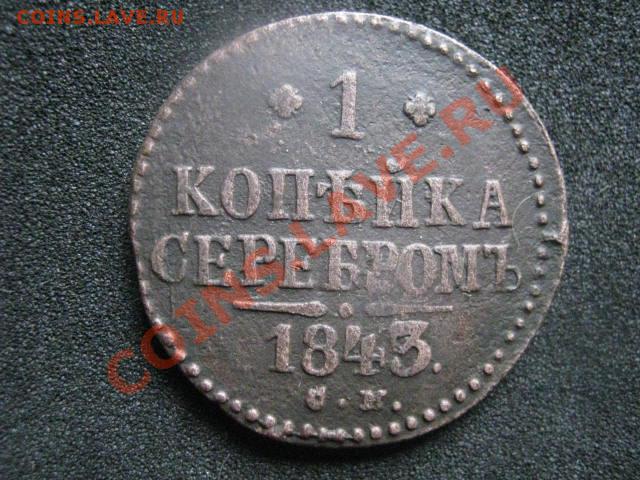 COINS.LAVE.RU
1
КОПѢЙКА
СЕРЕБРОМЪ
1843.
COINS.LAVE.RU